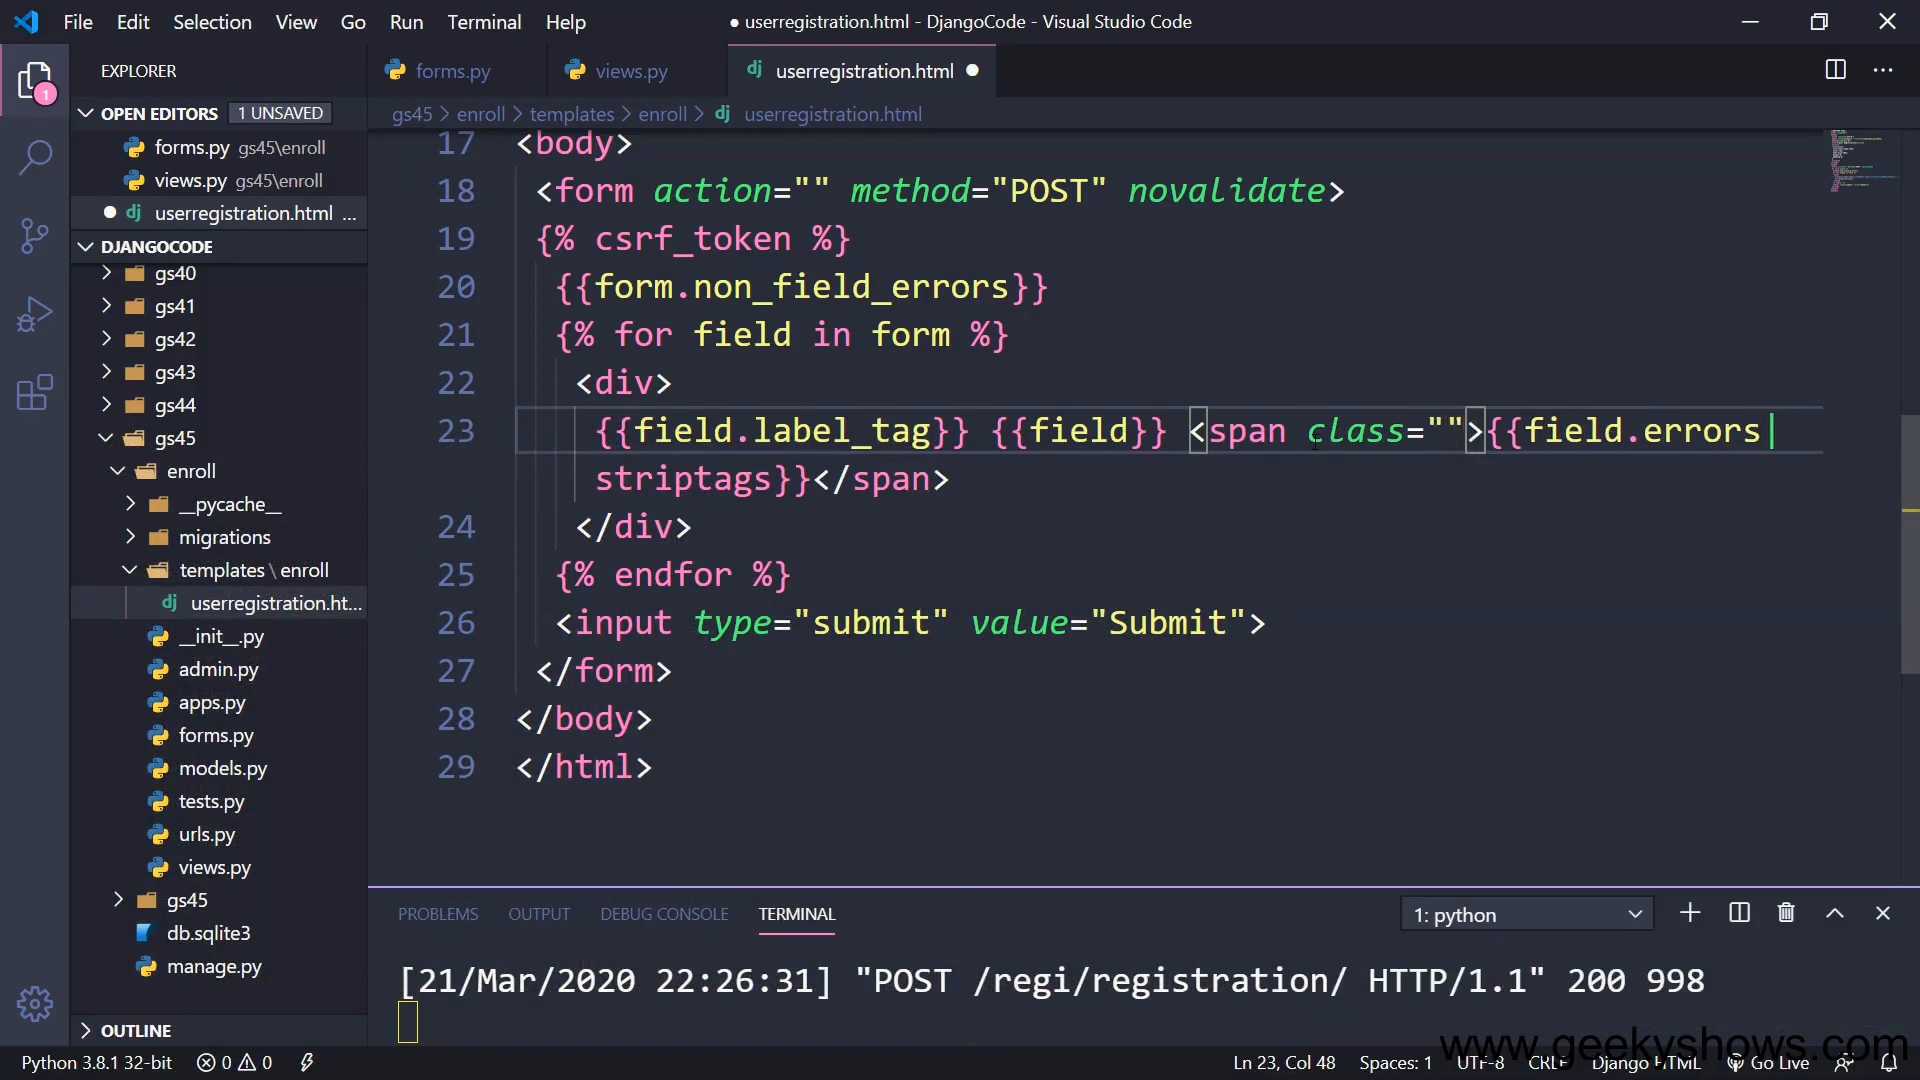 File Edit Selection View Go Run Terminal Help
● userregistration.html - DjangoCode - Visual Studio Code
EXPLORER
forms.py
views.py
dj userregistration.html ●
1
OPEN EDITORS 1 UNSAVED
gs45 > enroll > templates > enroll > dj userregistration.html
forms.py gs45\enroll
views.py gs45\enroll
● dj userregistration.html ...
DJANGOCODE
gs40
gs41
gs42
gs43
gs44
gs45
enroll
__pycache__
migrations
templates \ enroll
dj userregistration.ht...
__init__.py
admin.py
apps.py
forms.py
models.py
tests.py
urls.py
views.py
gs45
db.sqlite3
manage.py
OUTLINE
17 <body>
18 <form action="" method="POST" novalidate>
19 {% csrf_token %}
20 {{form.non_field_errors}}
21 {% for field in form %}
22 <div>
23 {{field.label_tag}} {{field}} <span class="">{{field.errors|
striptags}}</span>
24 </div>
25 {% endfor %}
26 <input type="submit" value="Submit">
27 </form>
28 </body>
29 </html>
PROBLEMS OUTPUT DEBUG CONSOLE TERMINAL
1: python
[21/Mar/2020 22:26:31] "POST /regi/registration/ HTTP/1.1" 200 998
www.geekyshows.com
Python 3.8.1 32-bit 0 0
Ln 23, Col 48 Spaces: 1 UTF-8 CRLF Django HTML Go Live